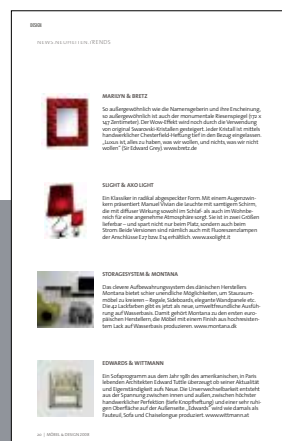 NEWS/NEUHEITEN/TRENDS
MARILYN & BRETZ
So außergewöhnlich wie die Namensgeberin und ihre Erscheinung,
so außergewöhnlich ist auch der monumentale Riesenspiegel (172 x
147 Zentimeter). Der Wow-Effekt wird noch durch die Verwendung
von original Swarovski-Kristallen gesteigert. Jeder Kristall ist mittels
handwerklicher Chesterfield-Heftung tief in den Bezug eingelassen.
„Luxus ist, alles zu haben, was wir wollen, und nichts, was wir nicht
wollen“ (Sir Edward Grey). www.bretz.de
SLIGHT & AXO LIGHT
Ein Klassiker in radikal abgespeckter Form. Mit einem Augenzwin-
kern präsentiert Manuel Vivian die Leuchte mit samtigem Schirm,
die mit diffuser Wirkung sowohl im Schlaf- als auch im Wohnbe-
reich für eine angenehme Atmosphäre sorgt. Sie ist in zwei Größen
lieferbar – und spart nicht nur beim Platz, sondern auch beim
Strom: Beide Versionen sind nämlich auch mit Fluoreszenzlampen
der Anschlüsse E27 bzw. E14 erhältlich. www.axolight.it
STORAGESYSTEM & MONTANA
Das clevere Aufbewahrungssystem des dänischen Herstellers
Montana bietet schier unendliche Möglichkeiten, um Stauraum-
möbel zu kreieren – Regale, Sideboards, elegante Wandpanele etc.
Die 42 Lackfarben gibt es jetzt als neue, umweltfreundliche Ausfüh-
rung auf Wasserbasis. Damit gehört Montana zu den ersten euro-
päischen Herstellern, die Möbel mit einem Finish aus hochresisten-
tem Lack auf Wasserbasis produzieren. www.montana.dk
EDWARDS & WITTMANN
Ein Sofaprogramm aus dem Jahr 1981 des amerikanischen, in Paris
lebenden Architekten Edward Tuttle überzeugt ob seiner Aktualität
und Eigenständigkeit aufs Neue. Die Unverwechselbarkeit entsteht
aus der Spannung zwischen innen und außen, zwischen höchster
handwerklicher Perfektion (tiefe Knopfheftung) und einer sehr ruhi-
gen Oberfläche auf der Außenseite. „Edwards“ wird wie damals als
Fauteuil, Sofa und Chaiselongue produziert. www.wittmann.at
| MÖBEL & DESIGN 2008